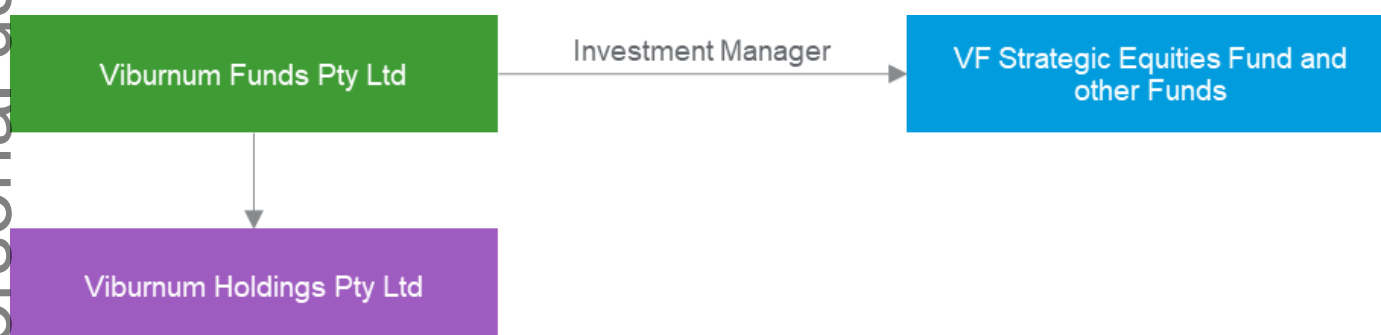 Investment Manager
Viburnum Funds Pty Ltd
VF Strategic Equities Fund and
other Funds
Viburnum Holdings Pty Ltd